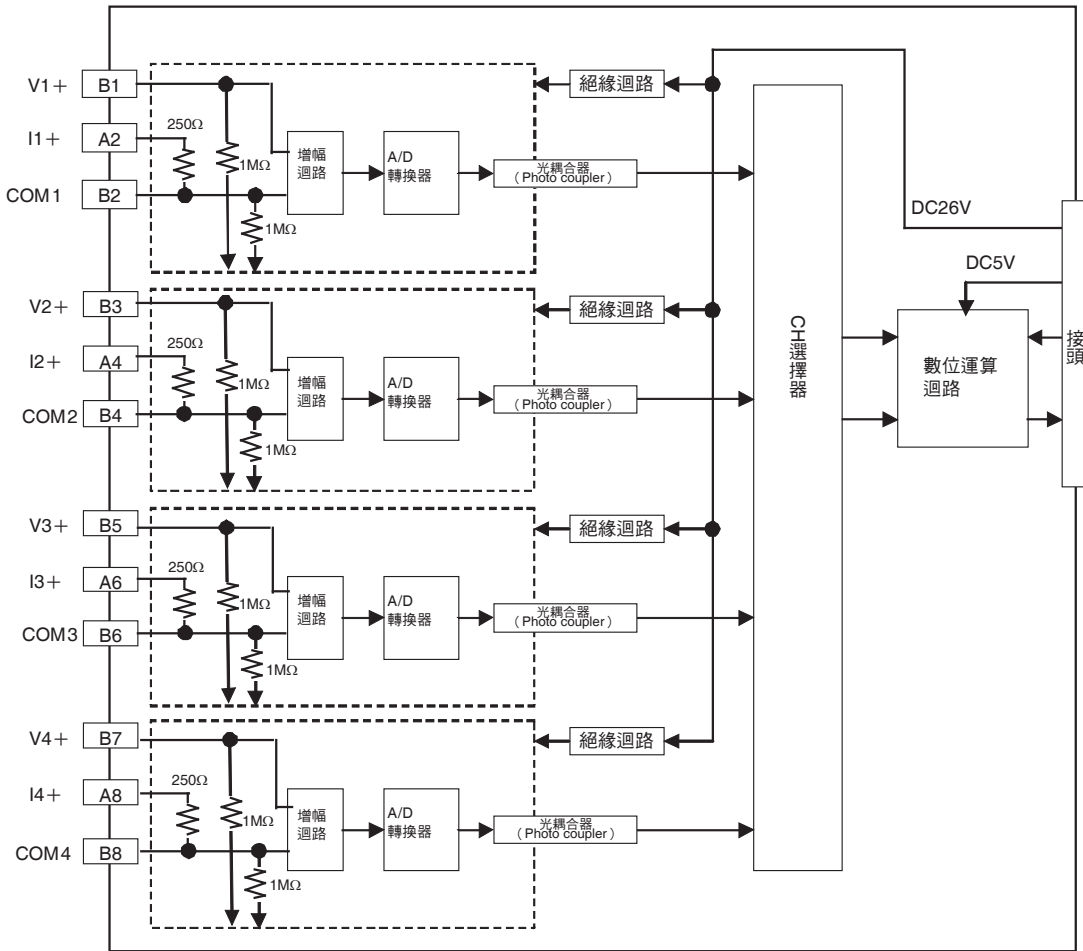 V1+ B1 絕緣迴路
I1+ A2 250Ω 1MΩ 增幅
迴路 A/D
轉換器 光耦合器
(Photo coupler)
COM1 B2 1MΩ
DC26V
DC5V
V2+ B3 絕緣迴路
I2+ A4 250Ω 1MΩ 增幅
迴路 A/D
轉換器 光耦合器
(Photo coupler)
COM2 B4 1MΩ
CH選擇器
數位運算
迴路
接頭
V3+ B5 絕緣迴路
I3+ A6 250Ω 1MΩ 增幅
迴路 A/D
轉換器 光耦合器
(Photo coupler)
COM3 B6 1MΩ
V4+ B7 絕緣迴路
I4+ A8 250Ω 1MΩ 增幅
迴路 A/D
轉換器 光耦合器
(Photo coupler)
COM4 B8 1MΩ